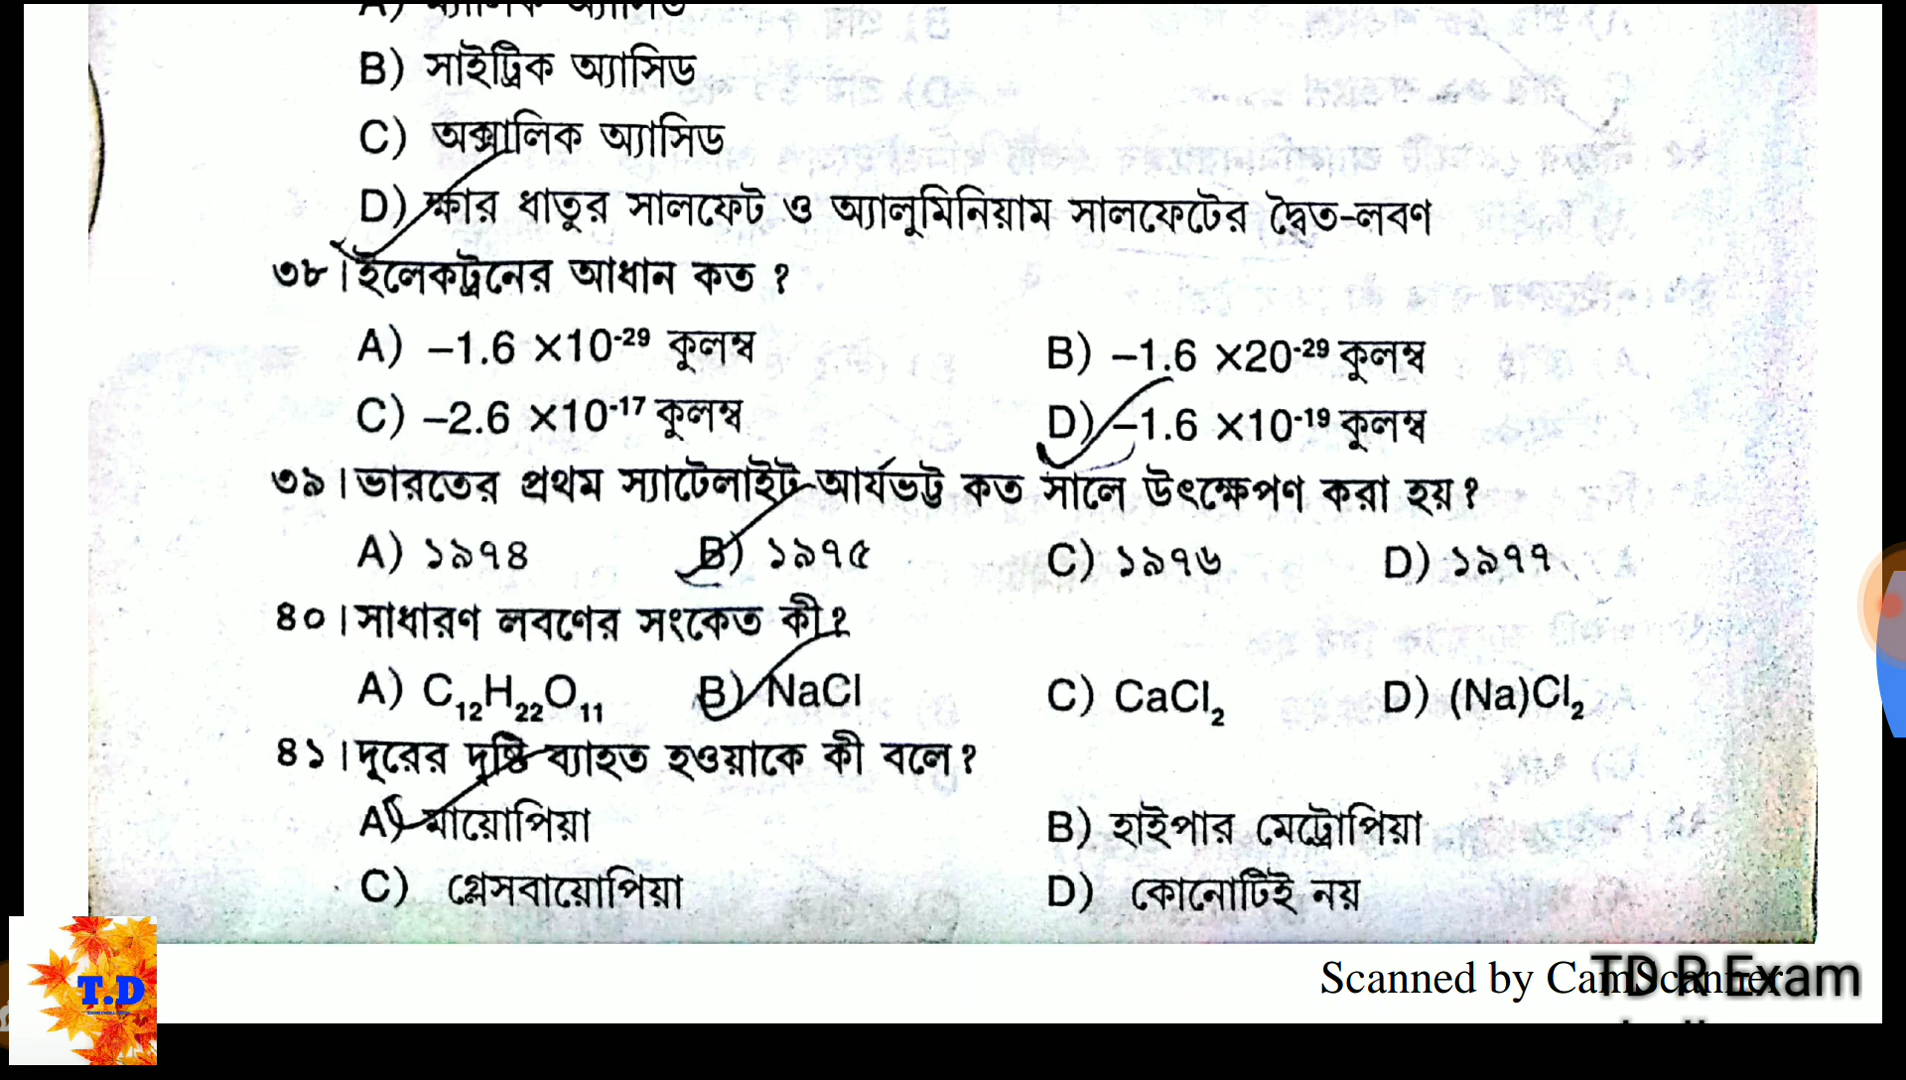 B) সাইট্রিক অ্যাসিড
C) অক্সালিক অ্যাসিড
D) ক্ষার ধাতুর সালফেট ও অ্যালুমিনিয়াম সালফেটের দ্বৈত-লবণ
৩৮। ইলেকট্রনের আধান কত ?
A) –1.6 ×10⁻²⁹ কুলম্ব B) –1.6 ×20⁻²⁹ কুলম্ব
C) –2.6 ×10⁻¹⁷ কুলম্ব D) –1.6 ×10⁻¹⁹ কুলম্ব
৩৯। ভারতের প্রথম স্যাটেলাইট আর্যভট্ট কত সালে উৎক্ষেপণ করা হয় ?
A) ১৯৭৪ B) ১৯৭৫ C) ১৯৭৬ D) ১৯৭৭
৪০। সাধারণ লবণের সংকেত কী ?
A) C₁₂H₂₂O₁₁ B) NaCl C) CaCl₂ D) (Na)Cl₂
৪১। দূরের দৃষ্টি ব্যাহত হওয়াকে কী বলে ?
A) মায়োপিয়া B) হাইপার মেট্রোপিয়া
C) প্লেসবায়োপিয়া D) কোনোটিই নয়
Scanned by CamScanner
TD R Exam
T.D